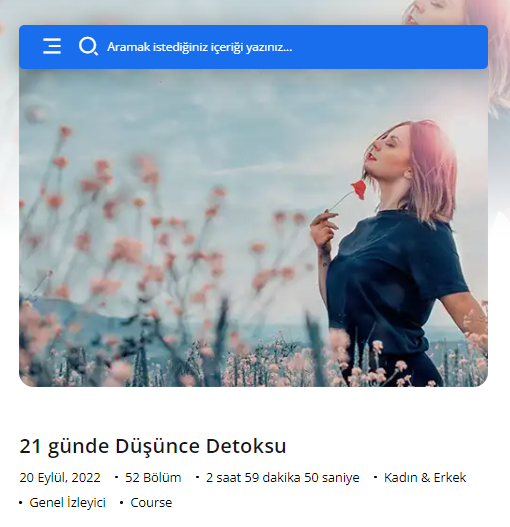 Aramak istediğiniz içeriği yazınız...
21 günde Düşünce Detoksu
20 Eylül, 2022 • 52 Bölüm • 2 saat 59 dakika 50 saniye • Kadın & Erkek
• Genel İzleyici • Course